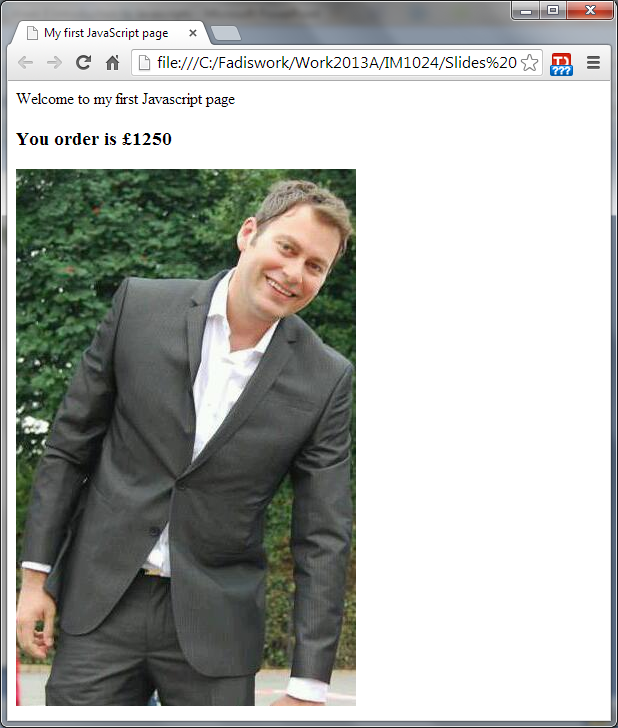 My first JavaScript page
file:///C:/Fadiswork/Work2013A/IM1024/Slides%20
???
Welcome to my first Javascript page
You order is £1250